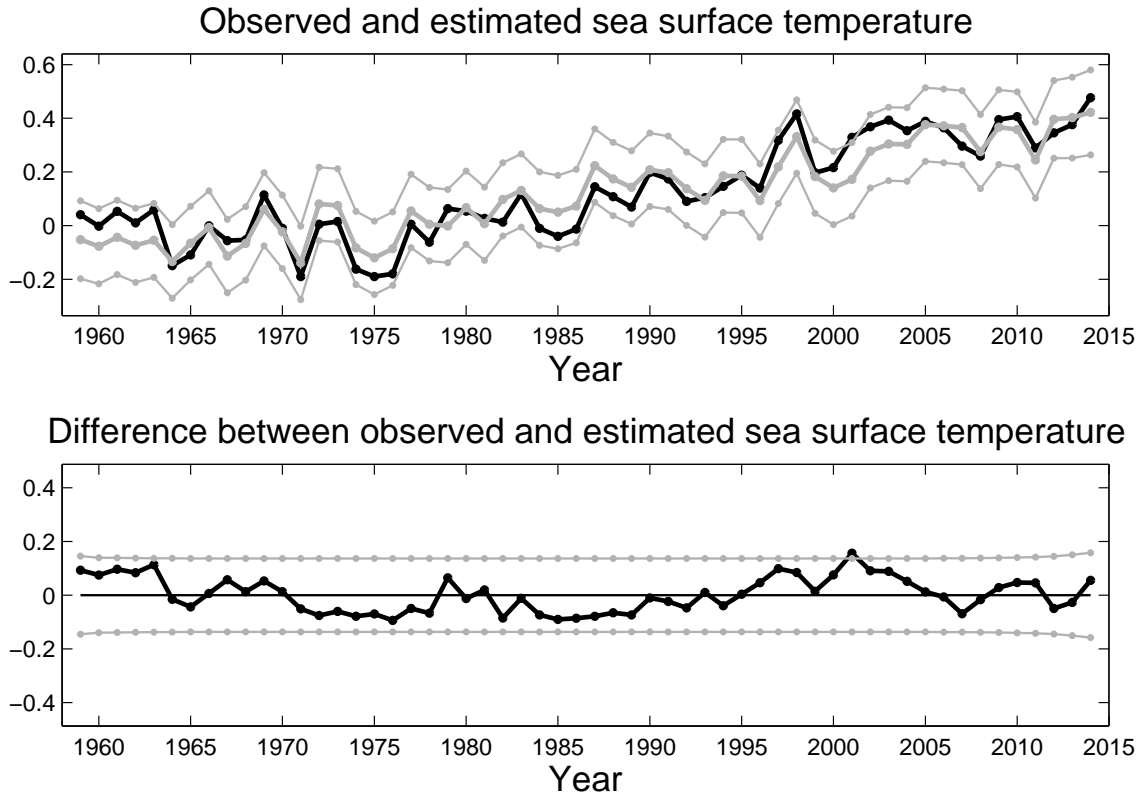 Observed and estimated sea surface temperature
0.6
0.4
0.2
0
−0.2
1960 1965 1970 1975 1980 1985 1990 1995 2000 2005 2010 2015
Year
Difference between observed and estimated sea surface temperature
0.4
0.2
0
−0.2
−0.4
1960 1965 1970 1975 1980 1985 1990 1995 2000 2005 2010 2015
Year